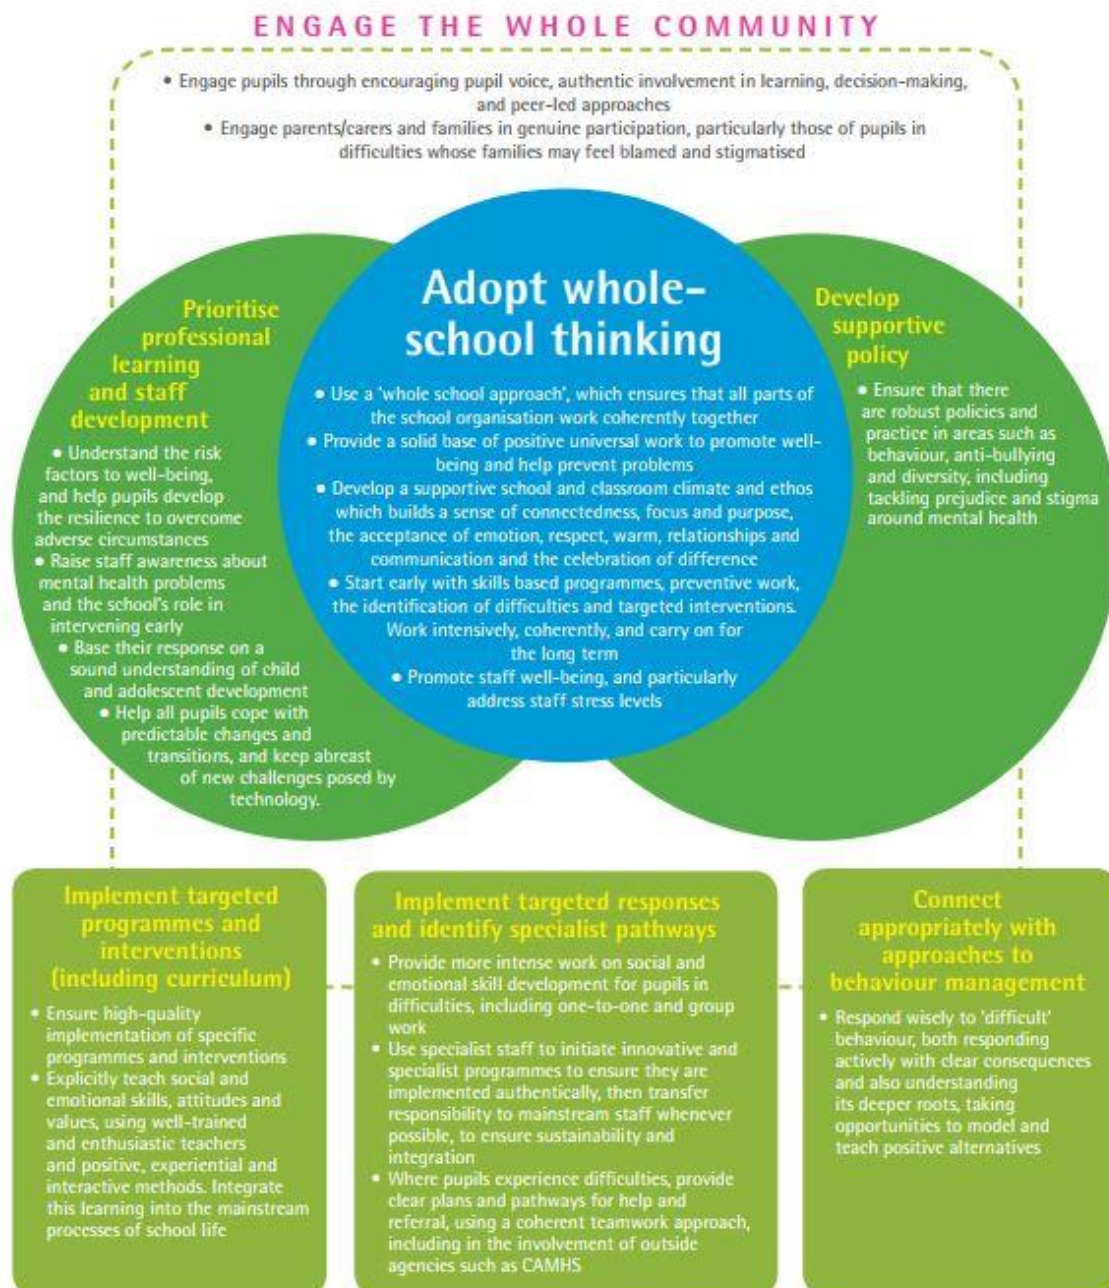 ENGAGE THE WHOLE COMMUNITY
• Engage pupils through encouraging pupil voice, authentic involvement in learning, decision-making,
and peer-led approaches
• Engage parents/carers and families in genuine participation, particularly those of pupils in
difficulties whose families may feel blamed and stigmatised
Prioritise
professional
learning
and staff
development
• Understand the risk
factors to well-being,
and help pupils develop
the resilience to overcome
adverse circumstances
• Raise staff awareness about
mental health problems
and the school's role in
intervening early
• Base their response on a
sound understanding of child
and adolescent development
• Help all pupils cope with
predictable changes and
transitions, and keep abreast
of new challenges posed by
technology.
Adopt whole-
school thinking
• Use a 'whole school approach', which ensures that all parts of
the school organisation work coherently together
• Provide a solid base of positive universal work to promote well-
being and help prevent problems
• Develop a supportive school and classroom climate and ethos
which builds a sense of connectedness, focus and purpose,
the acceptance of emotion, respect, warm, relationships and
communication and the celebration of difference
• Start early with skills based programmes, preventive work,
the identification of difficulties and targeted interventions.
Work intensively, coherently, and carry on for
the long term
• Promote staff well-being, and particularly
address staff stress levels
Develop
supportive
policy
• Ensure that there
are robust policies and
practice in areas such as
behaviour, anti-bullying
and diversity, including
tackling prejudice and stigma
around mental health
Implement targeted
programmes and
interventions
(including curriculum)
• Ensure high-quality
implementation of specific
programmes and interventions
• Explicitly teach social and
emotional skills, attitudes and
values, using well-trained
and enthusiastic teachers
and positive, experiential and
interactive methods. Integrate
this learning into the mainstream
processes of school life
Implement targeted responses
and identify specialist pathways
• Provide more intense work on social and
emotional skill development for pupils in
difficulties, including one-to-one and group
work
• Use specialist staff to initiate innovative and
specialist programmes to ensure they are
implemented authentically, then transfer
responsibility to mainstream staff whenever
possible, to ensure sustainability and
integration
• Where pupils experience difficulties, provide
clear plans and pathways for help and
referral, using a coherent teamwork approach,
including in the involvement of outside
agencies such as CAMHS
Connect
appropriately with
approaches to
behaviour management
• Respond wisely to 'difficult'
behaviour, both responding
actively with clear consequences
and also understanding
its deeper roots, taking
opportunities to model and
teach positive alternatives